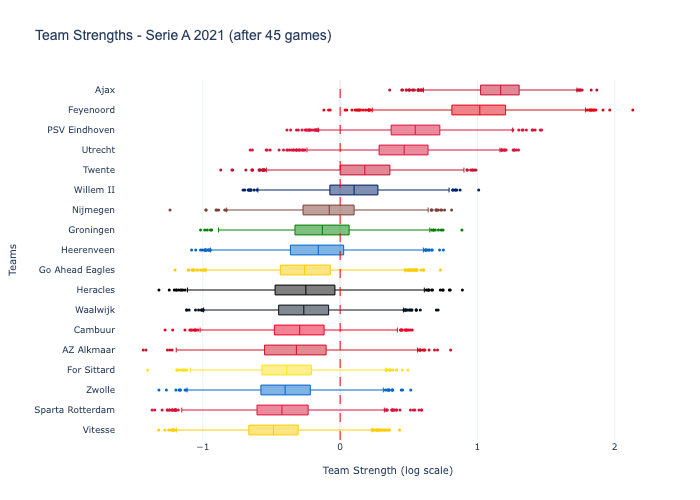 Team Strengths - Serie A 2021 (after 45 games)
Ajax
Feyenoord
PSV Eindhoven
Utrecht
Twente
Willem II
Nijmegen
Groningen
Heerenveen
Go Ahead Eagles
Heracles
Waalwijk
Cambuur
AZ Alkmaar
For Sittard
Zwolle
Sparta Rotterdam
Vitesse
Teams
−1 0 1 2
Team Strength (log scale)